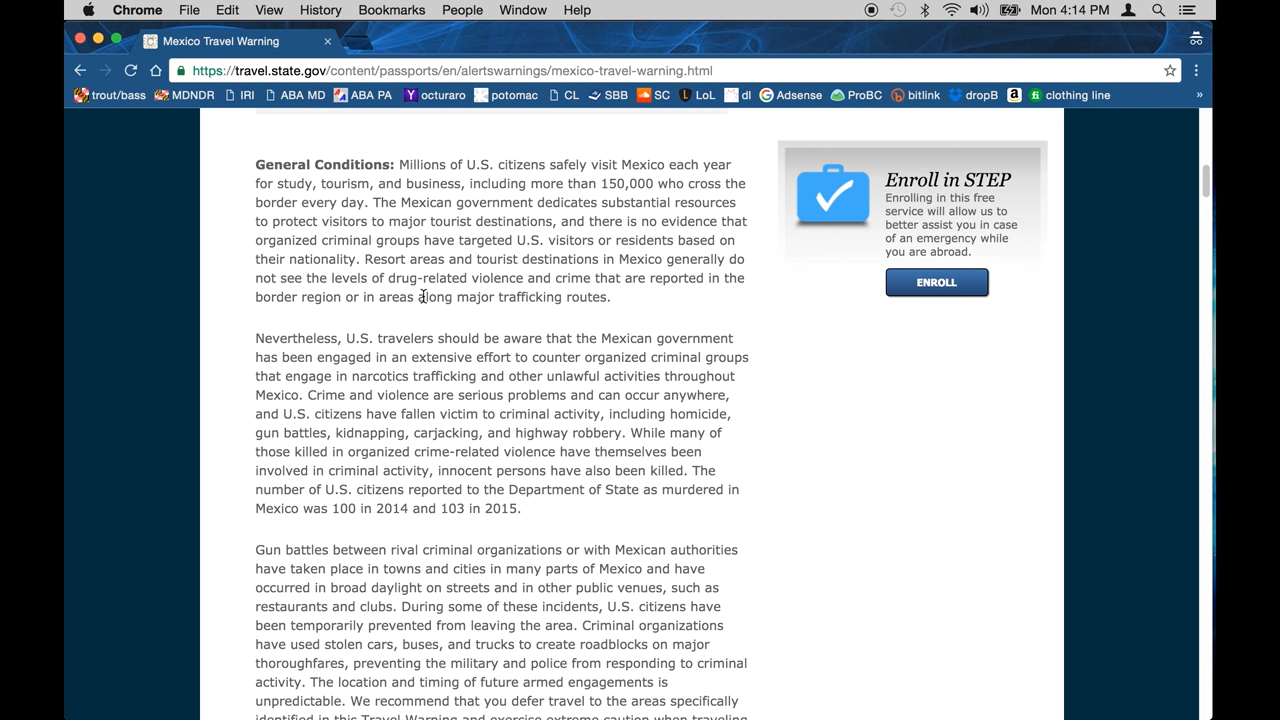 Chrome File Edit View History Bookmarks People Window Help Mon 4:14 PM
Mexico Travel Warning ×
https://travel.state.gov/content/passports/en/alertswarnings/mexico-travel-warning.html
trout/bass MDNDR IRI ABA MD ABA PA octuraro potomac CL SBB SC LoL dl Adsense ProBC bitlink dropB clothing line »
General Conditions: Millions of U.S. citizens safely visit Mexico each year
for study, tourism, and business, including more than 150,000 who cross the
border every day. The Mexican government dedicates substantial resources
to protect visitors to major tourist destinations, and there is no evidence that
organized criminal groups have targeted U.S. visitors or residents based on
their nationality. Resort areas and tourist destinations in Mexico generally do
not see the levels of drug-related violence and crime that are reported in the
border region or in areas along major trafficking routes.
Nevertheless, U.S. travelers should be aware that the Mexican government
has been engaged in an extensive effort to counter organized criminal groups
that engage in narcotics trafficking and other unlawful activities throughout
Mexico. Crime and violence are serious problems and can occur anywhere,
and U.S. citizens have fallen victim to criminal activity, including homicide,
gun battles, kidnapping, carjacking, and highway robbery. While many of
those killed in organized crime-related violence have themselves been
involved in criminal activity, innocent persons have also been killed. The
number of U.S. citizens reported to the Department of State as murdered in
Mexico was 100 in 2014 and 103 in 2015.
Gun battles between rival criminal organizations or with Mexican authorities
have taken place in towns and cities in many parts of Mexico and have
occurred in broad daylight on streets and in other public venues, such as
restaurants and clubs. During some of these incidents, U.S. citizens have
been temporarily prevented from leaving the area. Criminal organizations
have used stolen cars, buses, and trucks to create roadblocks on major
thoroughfares, preventing the military and police from responding to criminal
activity. The location and timing of future armed engagements is
unpredictable. We recommend that you defer travel to the areas specifically
identified in this Travel Warning and exercise extreme caution when traveling
Enroll in STEP
Enrolling in this free
service will allow us to
better assist you in case
of an emergency while
you are abroad.
ENROLL